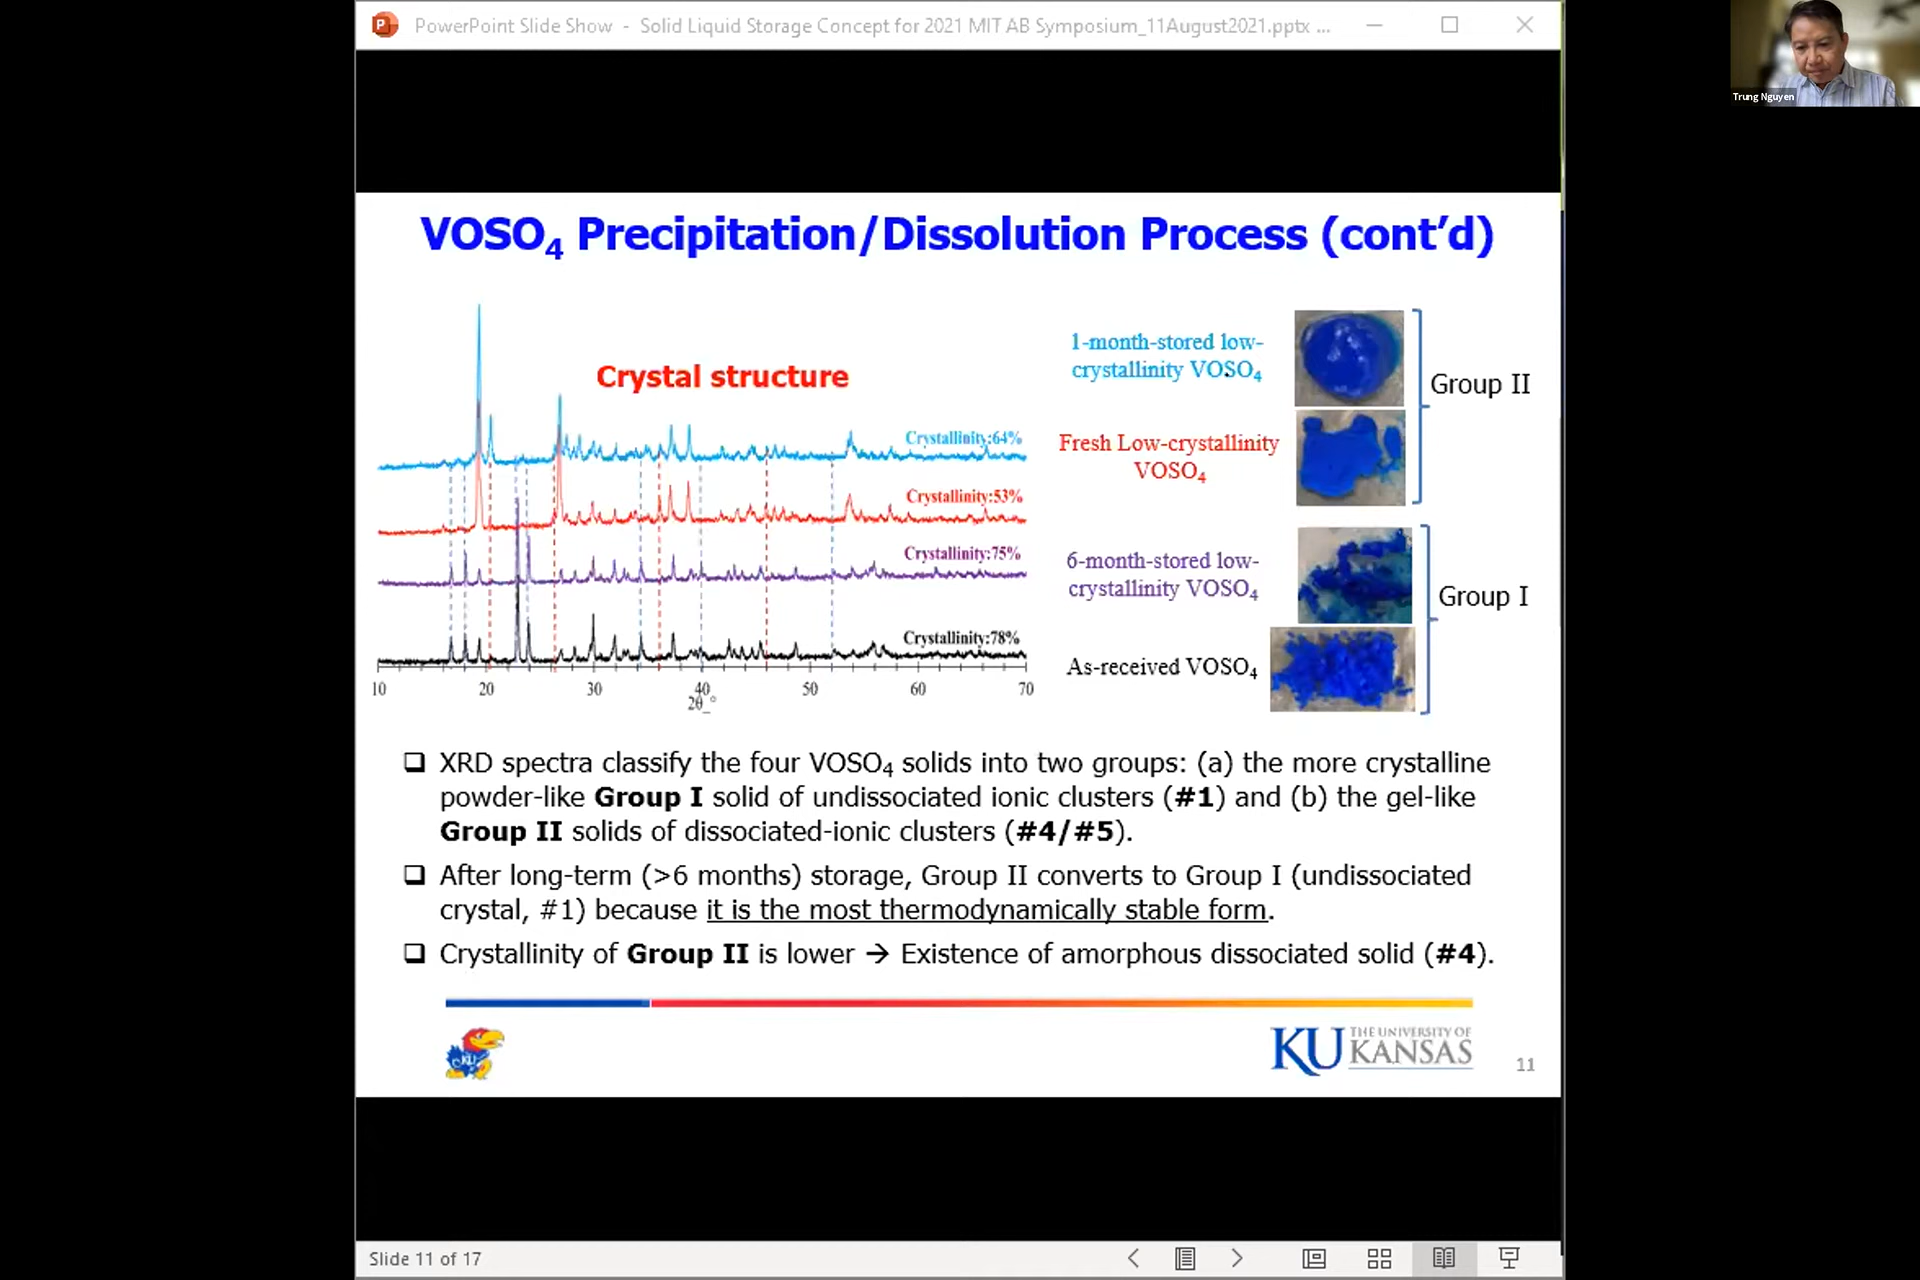 PowerPoint Slide Show - Solid Liquid Storage Concept for 2021 MIT AB Symposium_11August2021.pptx ...
Trung Nguyen
VOSO4 Precipitation/Dissolution Process (cont'd)
Crystal structure
Crystallinity:64%
Crystallinity:53%
Crystallinity:75%
Crystallinity:78%
10 20 30 40 50 60 70
2θ_°
1-month-stored low-
crystallinity VOSO4
Fresh Low-crystallinity
VOSO4
Group II
6-month-stored low-
crystallinity VOSO4
As-received VOSO4
Group I
XRD spectra classify the four VOSO4 solids into two groups: (a) the more crystalline
powder-like Group I solid of undissociated ionic clusters (#1) and (b) the gel-like
Group II solids of dissociated-ionic clusters (#4/#5).
After long-term (>6 months) storage, Group II converts to Group I (undissociated
crystal, #1) because it is the most thermodynamically stable form.
Crystallinity of Group II is lower → Existence of amorphous dissociated solid (#4).
KU
KU THE UNIVERSITY OF
KANSAS
11
Slide 11 of 17